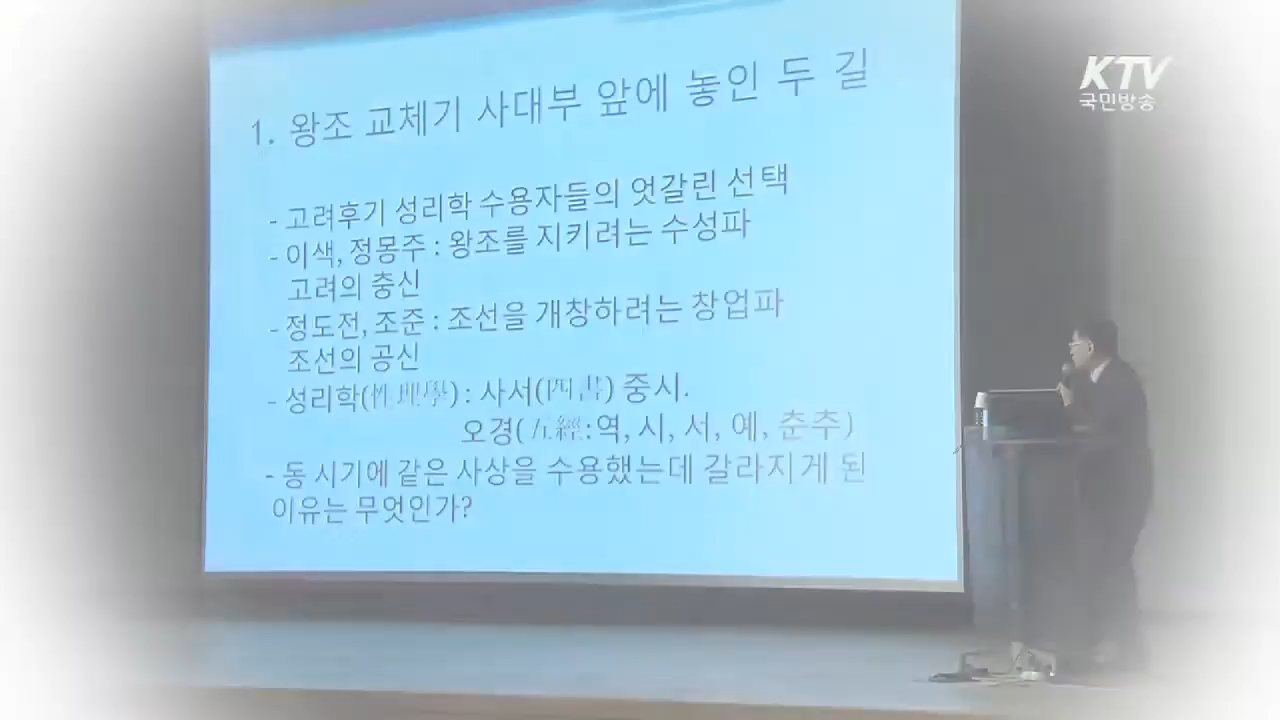 KTV
국민방송
1. 왕조 교체기 사대부 앞에 놓인 두 길
- 고려후기 성리학 수용자들의 엇갈린 선택
- 이색, 정몽주 : 왕조를 지키려는 수성파
고려의 충신
- 정도전, 조준 : 조선을 개창하려는 창업파
조선의 공신
- 성리학(性理學) : 사서(四書) 중시.
오경(五經:역, 시, 서, 예, 춘추)
- 동 시기에 같은 사상을 수용했는데 갈라지게 된
이유는 무엇인가?